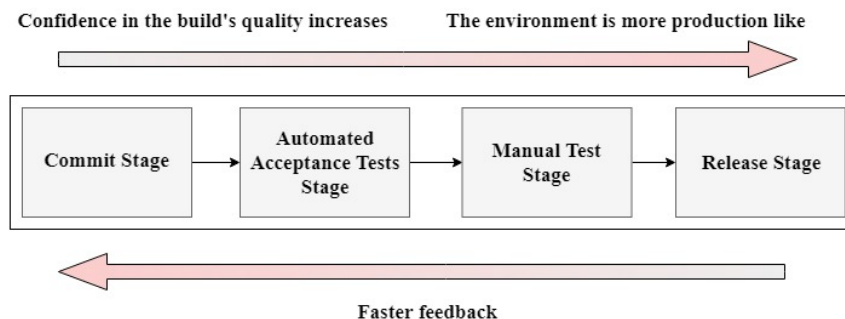 Confidence in the build's quality increases
The environment is more production like
Commit Stage
Automated
Acceptance Tests
Stage
Manual Test
Stage
Release Stage
Faster feedback